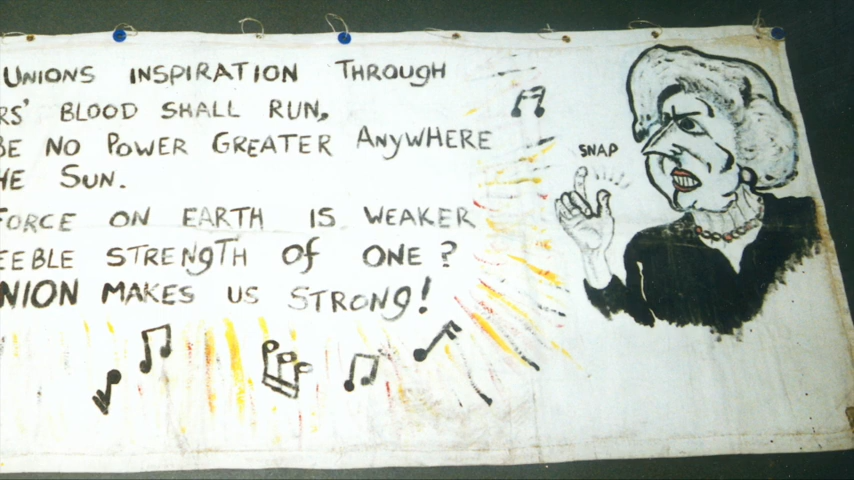 UNIONS INSPIRATION THROUGH
RS' BLOOD SHALL RUN,
BE NO POWER GREATER ANYWHERE
HE SUN.
FORCE ON EARTH IS WEAKER
EEBLE STRENGTH OF ONE?
NION MAKES US STRONG!
SNAP